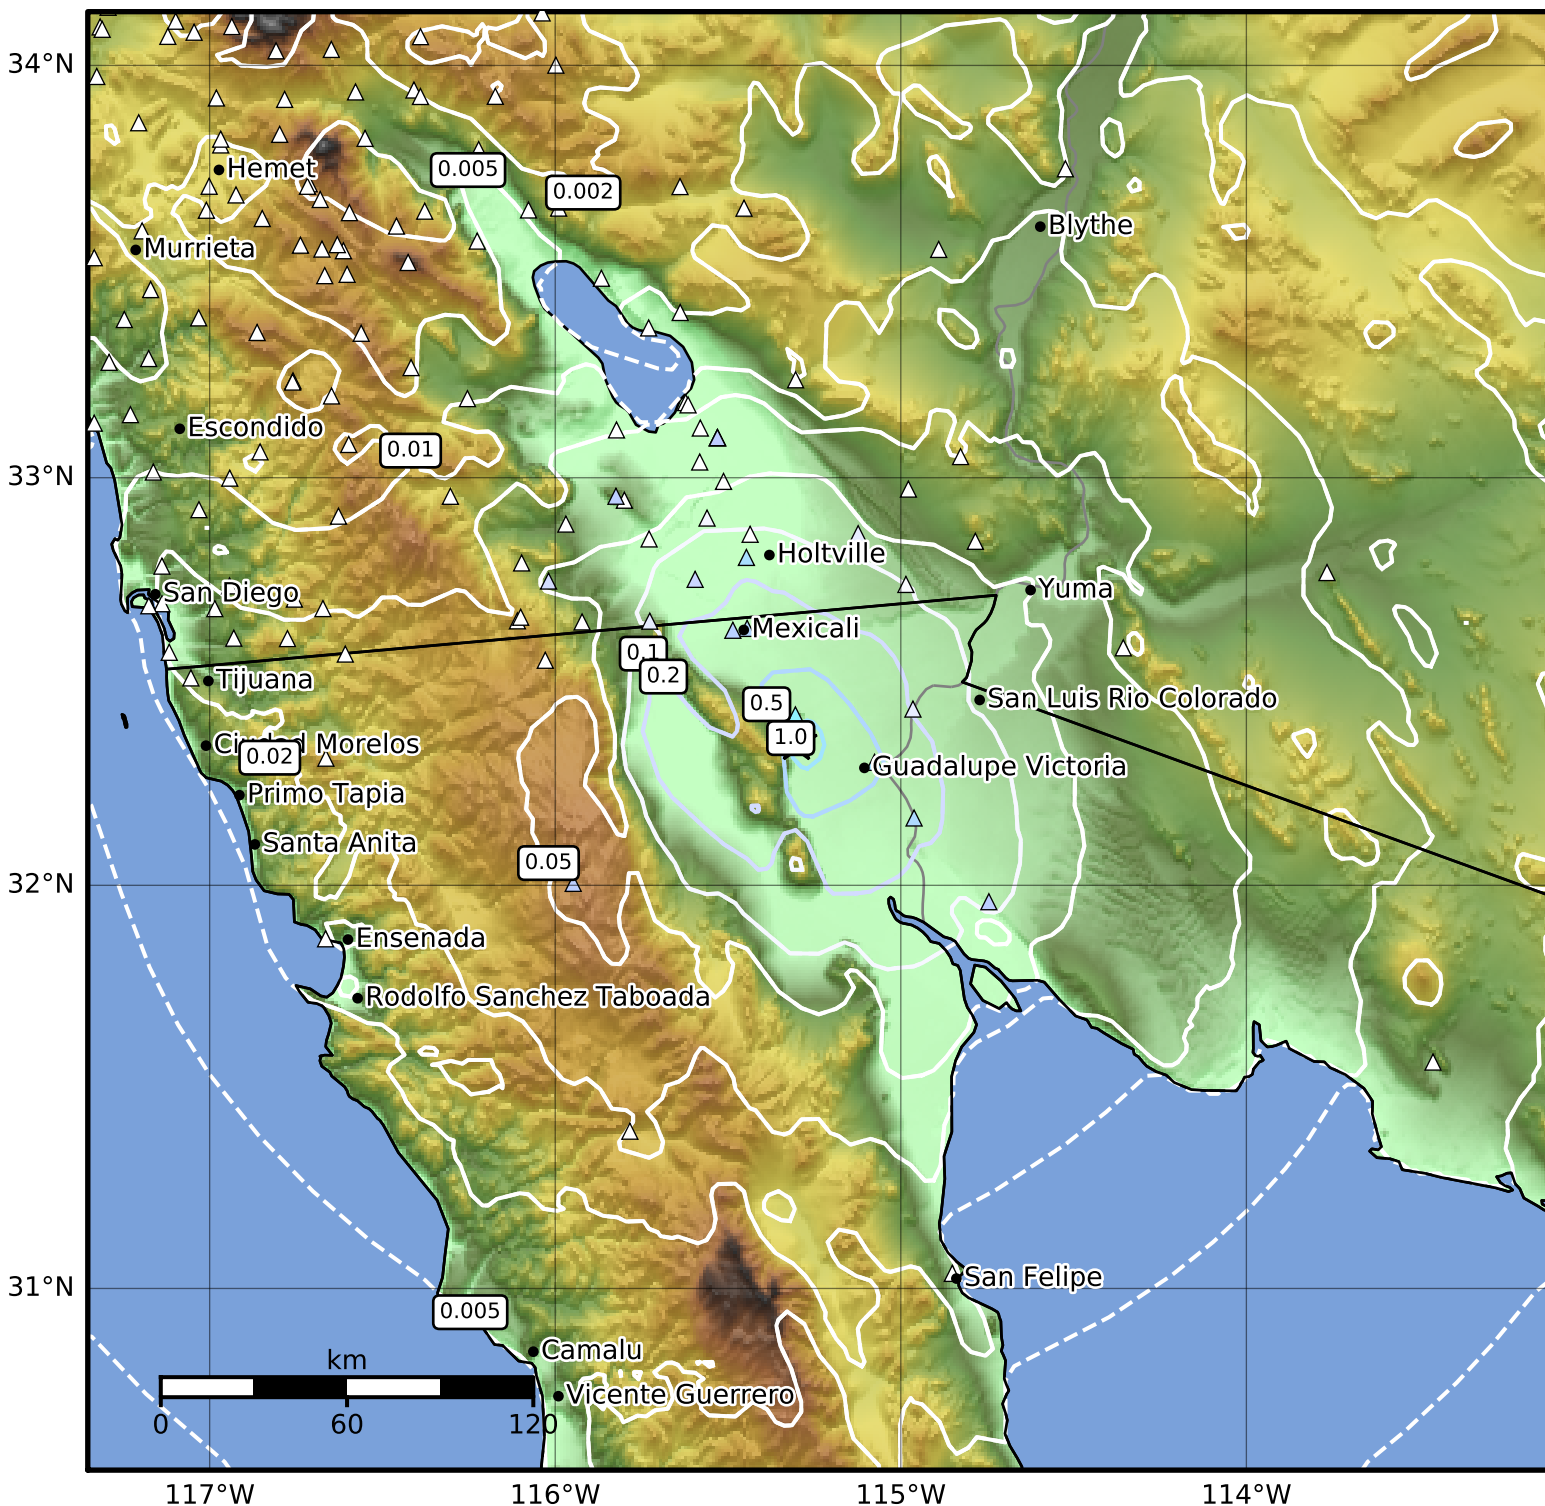 34°N
0.005
Hemet
0.002
Blythe
Murrieta
Escondido
0.01
33°N
Holtville
San Diego
Yuma
Mexicali
0.1
0.2
Tijuana
0.5
San Luis Rio Colorado
1.0
Ciudad Morelos
0.02
Guadalupe Victoria
Primo Tapia
Santa Anita
0.05
32°N
Ensenada
Rodolfo Sanchez Taboada
San Felipe
31°N
0.005
Camalu
km
Vicente Guerrero
0 60 120
117°W 116°W 115°W 114°W